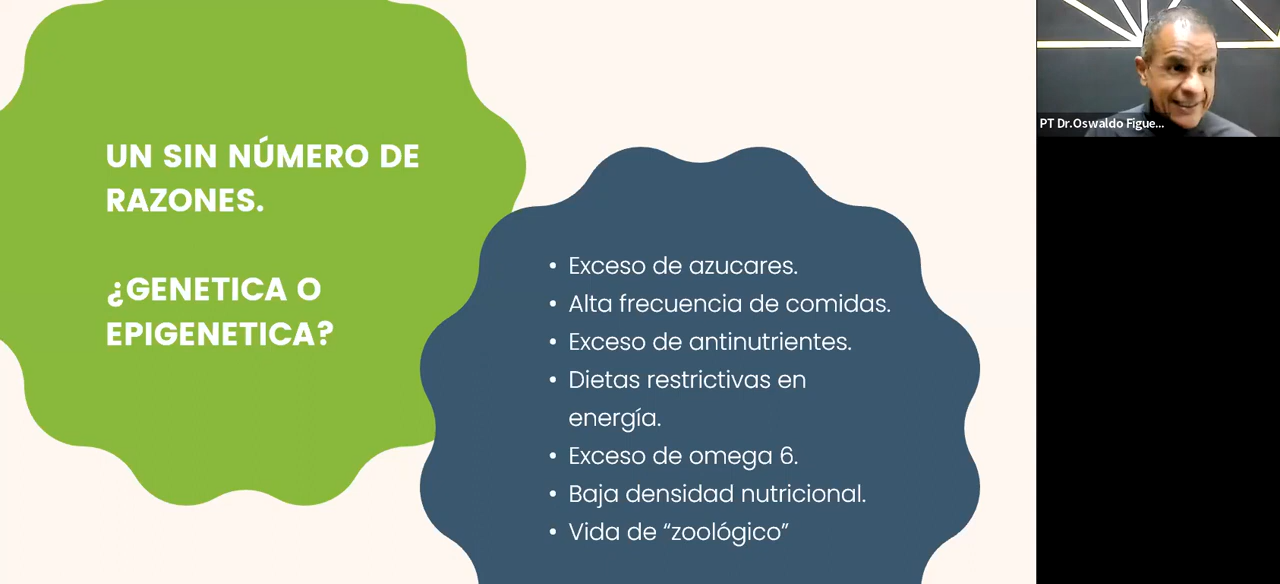 UN SIN NÚMERO DE
RAZONES.
¿GENETICA O
EPIGENETICA?
• Exceso de azucares.
• Alta frecuencia de comidas.
• Exceso de antinutrientes.
• Dietas restrictivas en
energía.
• Exceso de omega 6.
• Baja densidad nutricional.
• Vida de “zoológico”
PT Dr.Oswaldo Figue...